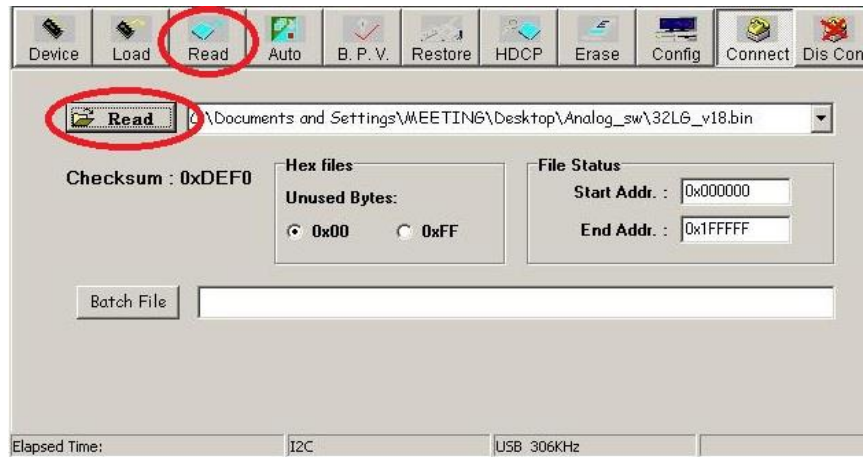 Device Load Read Auto B. P. V. Restore HDCP Erase Config Connect Dis Con
Read :\Documents and Settings\MEETING\Desktop\Analog_sw\32LG_v18.bin
Checksum : 0xDEF0
Hex files
Unused Bytes:
0x00 0xFF
File Status
Start Addr. : 0x000000
End Addr. : 0x1FFFFF
Batch File
Elapsed Time: I2C USB 306KHz